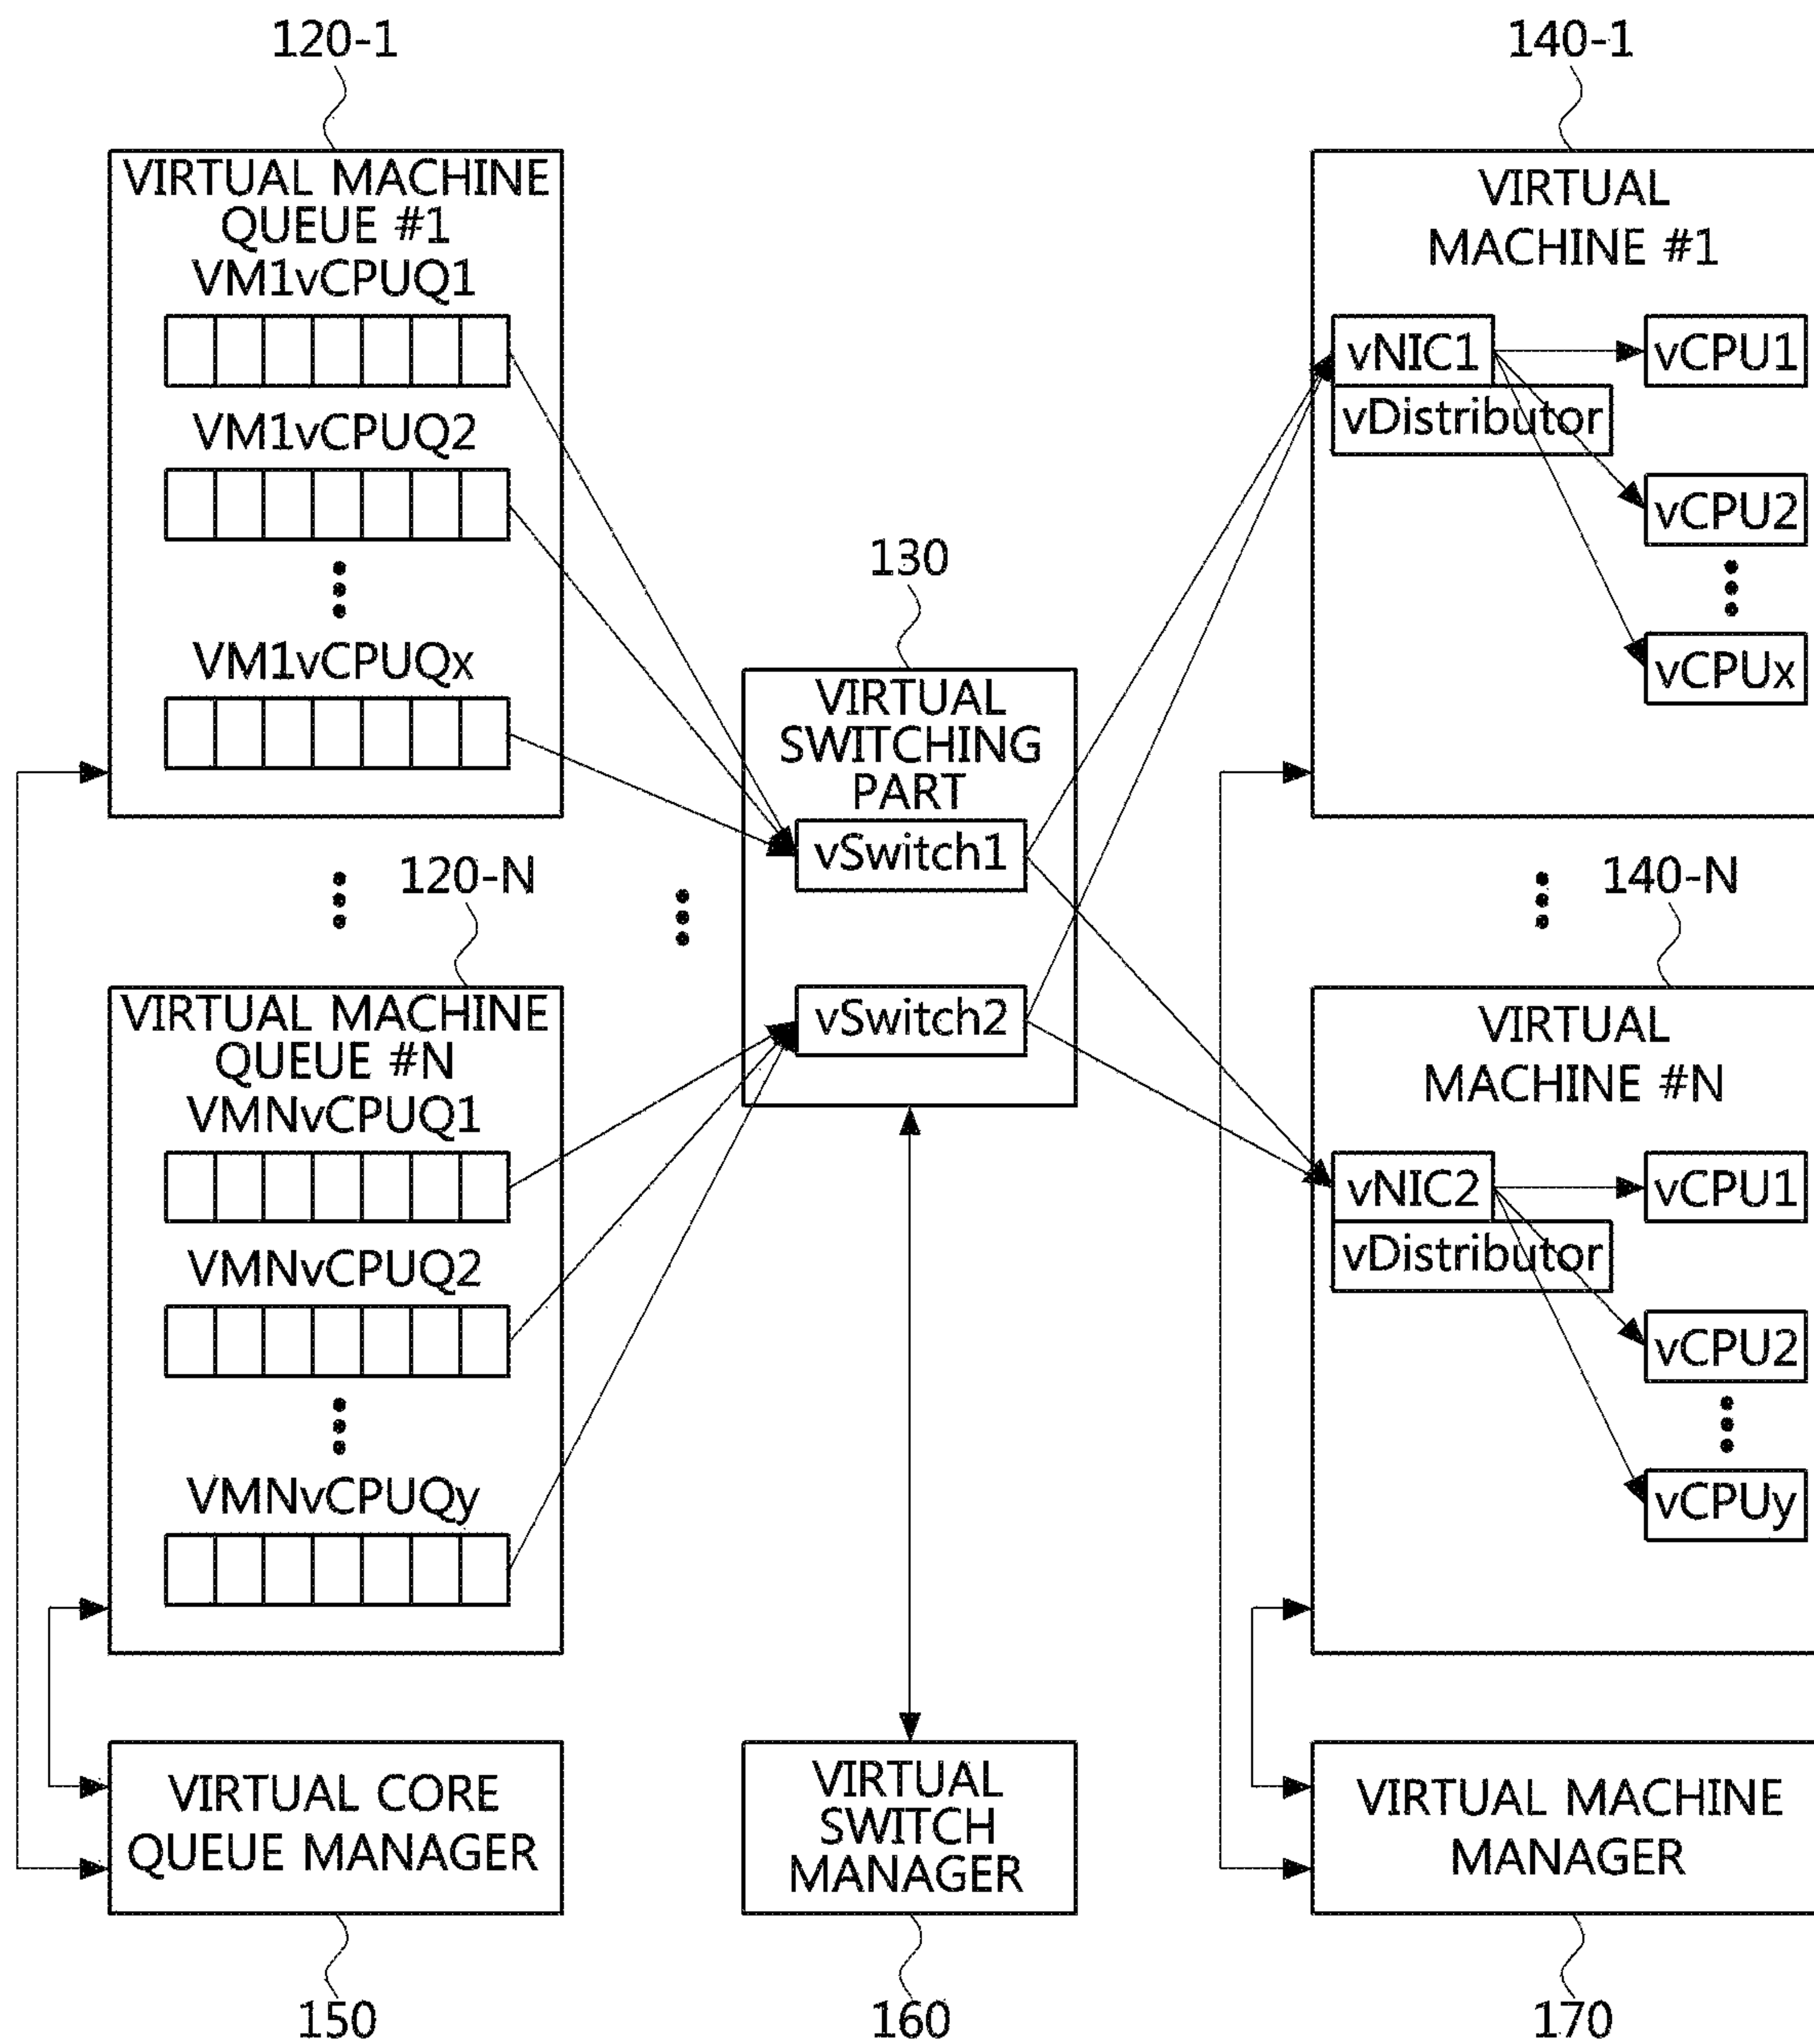 120-1
VIRTUAL MACHINE
QUEUE #1
VM1vCPUQ1
VM1vCPUQ2
VM1vCPUQx
120-N
VIRTUAL MACHINE
QUEUE #N
VMNvCPUQ1
VMNvCPUQ2
VMNvCPUQy
VIRTUAL CORE
QUEUE MANAGER
150
130
VIRTUAL
SWITCHING
PART
vSwitch1
vSwitch2
VIRTUAL
SWITCH
MANAGER
160
140-1
VIRTUAL
MACHINE #1
vNIC1
vDistributor
vCPU1
vCPU2
vCPUx
140-N
VIRTUAL
MACHINE #N
vNIC2
vDistributor
vCPU1
vCPU2
vCPUy
VIRTUAL MACHINE
MANAGER
170